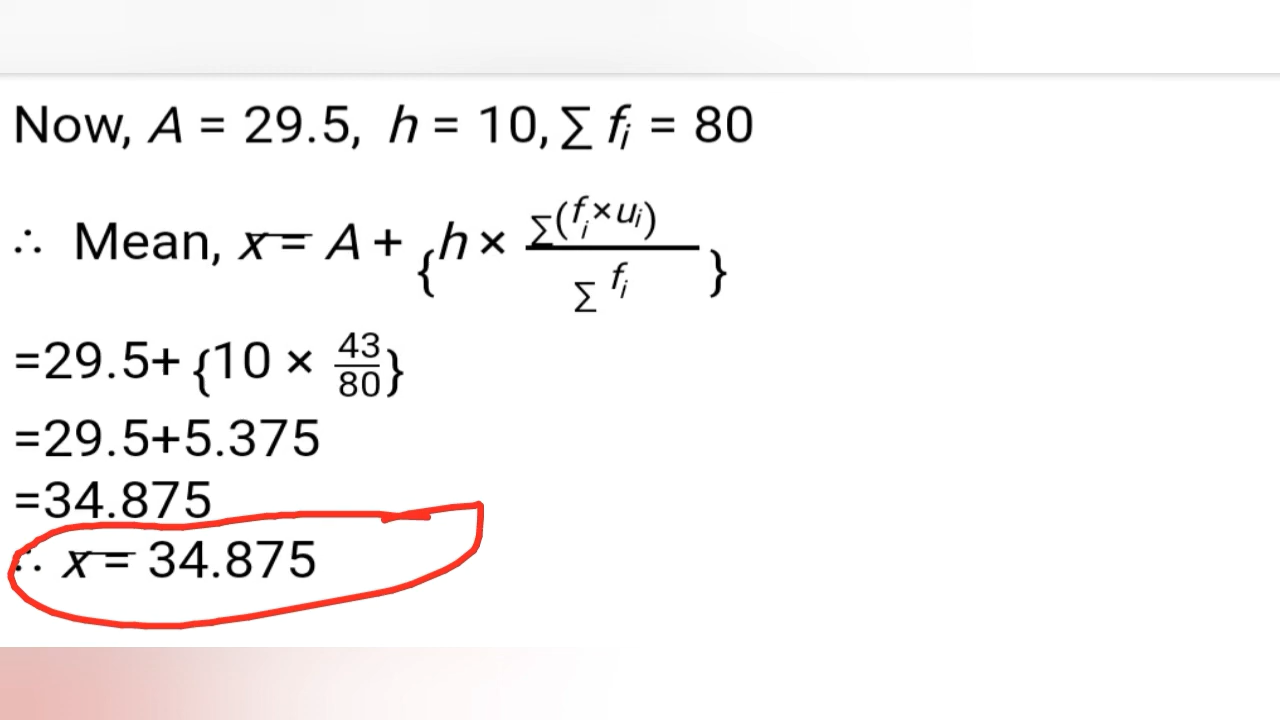 Now, A = 29.5, h = 10, ∑ fᵢ = 80
∴ Mean, x̅ = A + {h × ∑(fᵢ×uᵢ) / ∑ fᵢ}
=29.5+ {10 × 43/80}
=29.5+5.375
=34.875
∴ x̅ = 34.875